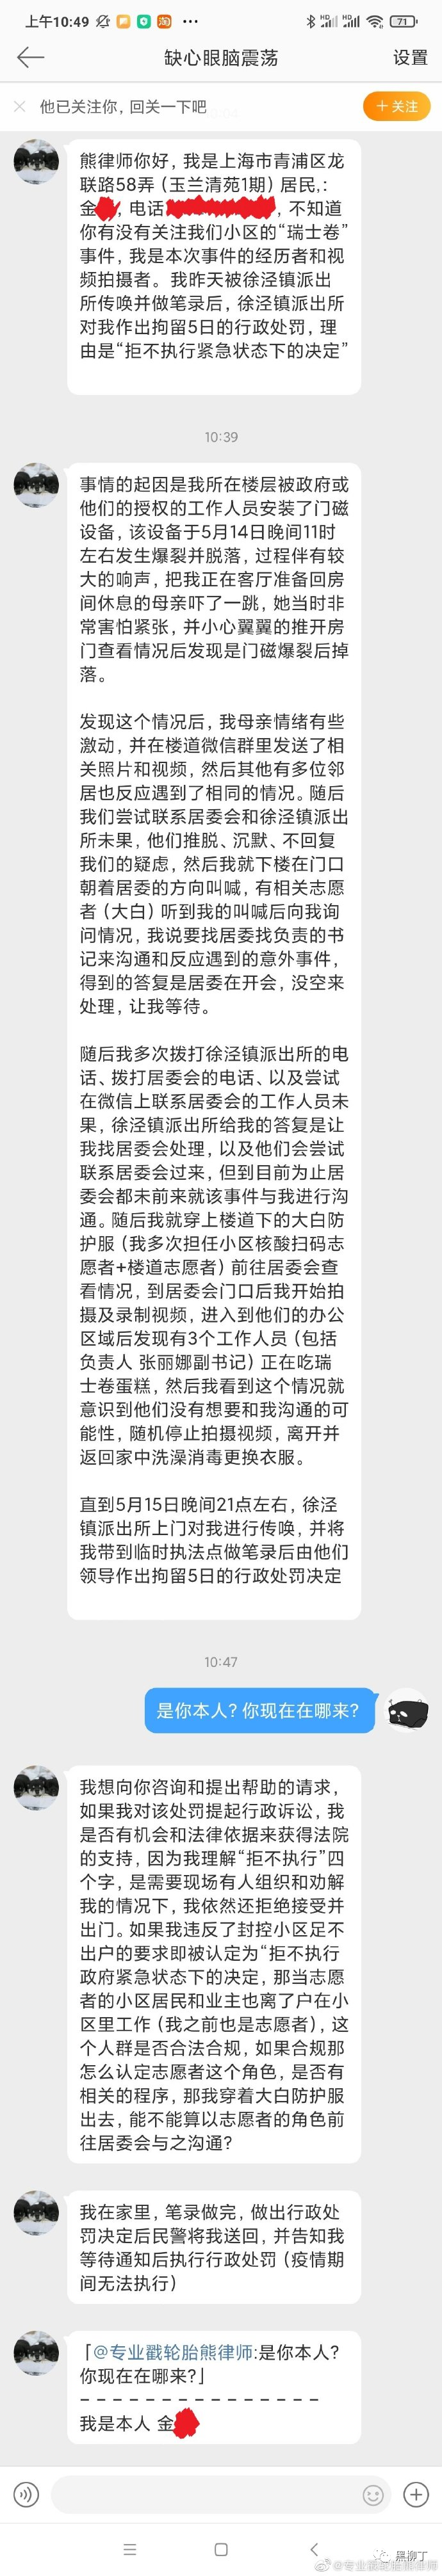 上午10:49
HD
HD
71
缺心眼脑震荡
设置
他已关注你，回关一下吧
+关注
熊律师你好，我是上海市青浦区龙
联路58弄（玉兰清苑1期）居民,：
金，电话，不知道
你有没有关注我们小区的“瑞士卷”
事件，我是本次事件的经历者和视
频拍摄者。我昨天被徐泾镇派出
所传唤并做笔录后，徐泾镇派出所
对我作出拘留5日的行政处罚，理
由是“拒不执行紧急状态下的决定”
10:39
事情的起因是我所在楼层被政府或
他们的授权的工作人员安装了门磁
设备，该设备于5月14日晚间11时
左右发生爆裂并脱落，过程伴有较
大的响声，把我正在客厅准备回房
间休息的母亲吓了一跳，她当时非
常害怕紧张，并小心翼翼的推开房
门查看情况后发现是门磁爆裂后掉
落。
发现这个情况后，我母亲情绪有些
激动，并在楼道微信群里发送了相
关照片和视频，然后其他有多位邻
居也反应遇到了相同的情况。随后
我们尝试联系居委会和徐泾镇派出
所未果，他们推脱、沉默、不回复
我们的疑虑，然后我就下楼在门口
朝着居委的方向叫喊，有相关志愿
者（大白）听到我的叫喊后向我询
问情况，我说要找居委找负责的书
记来沟通和反应遇到的意外事件，
得到的答复是居委在开会，没空来
处理，让我等待。
随后我多次拨打徐泾镇派出所的电
话、拨打居委会的电话、以及尝试
在微信上联系居委会的工作人员未
果，徐泾镇派出所给我的答复是让
我找居委会处理，以及他们会尝试
联系居委会过来，但到目前为止居
委会都未前来就该事件与我进行沟
通。随后我就穿上楼道下的大白防
护服（我多次担任小区核酸扫码志
愿者+楼道志愿者）前往居委会查
看情况，到居委会门口后我开始拍
摄及录制视频，进入到他们的办公
区域后发现有3个工作人员（包括
负责人 张丽娜副书记）正在吃瑞
士卷蛋糕，然后我看到这个情况就
意识到他们没有想要和我沟通的可
能性，随机停止拍摄视频，离开并
返回家中洗澡消毒更换衣服。
直到5月15日晚间21点左右，徐泾
镇派出所上门对我进行传唤，并将
我带到临时执法点做笔录后由他们
领导作出拘留5日的行政处罚决定
10:47
是你本人？你现在在哪来？
我想向你咨询和提出帮助的请求，
如果我对该处罚提起行政诉讼，我
是否有机会和法律依据来获得法院
的支持，因为我理解“拒不执行”四
个字，是需要现场有人组织和劝解
我的情况下，我依然还拒绝接受并
出门。如果我违反了封控小区足不
出户的要求即被认定为“拒不执行
政府紧急状态下的决定，那当志愿
者的小区居民和业主也离了户在小
区里工作（我之前也是志愿者），这
个人群是否合法合规，如果合规那
怎么认定志愿者这个角色，是否有
相关的程序，那我穿着大白防护服
出去，能不能算以志愿者的角色前
往居委会与之沟通？
我在家里，笔录做完，做出行政处
罚决定后民警将我送回，并告知我
等待通知后执行行政处罚（疫情期
间无法执行）
「@专业戳轮胎熊律师:是你本人？
你现在在哪来?」
- - - - - - - - - - - - - - -
我是本人 金
黑柳丁
@专业戳轮胎熊律师